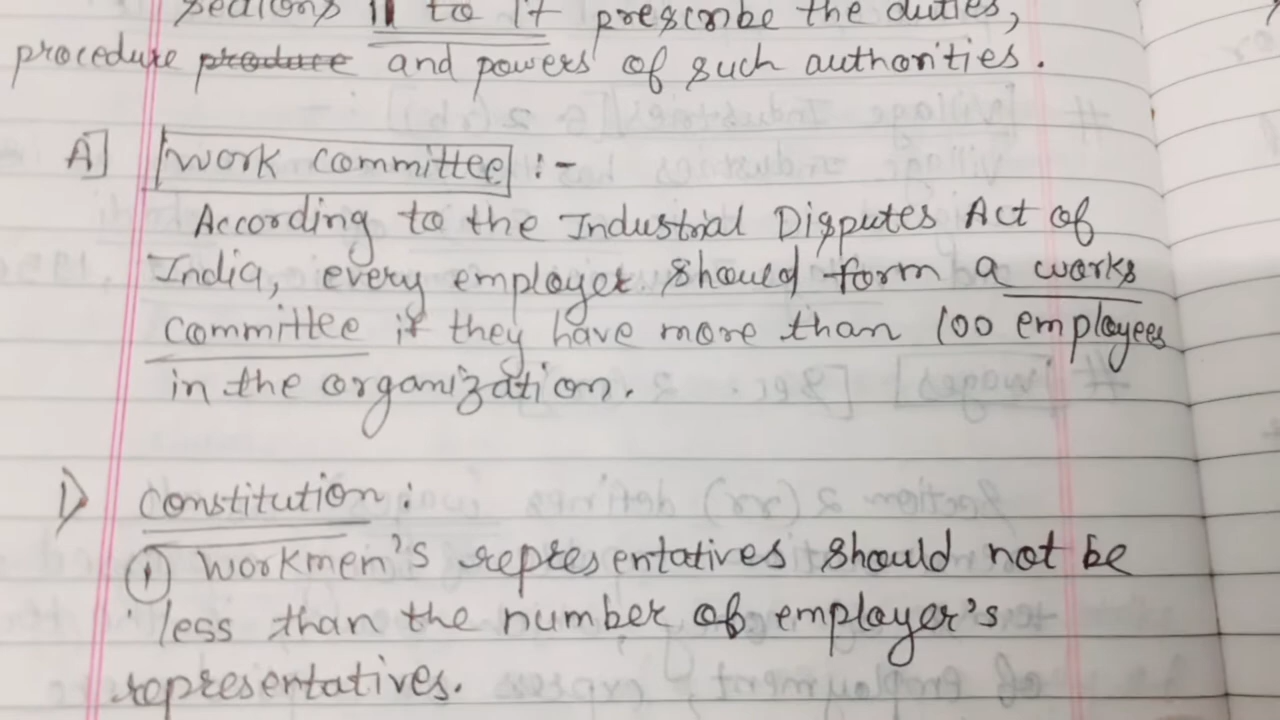 sections 11 to 17 prescribe the duties,
procedure produce and powers of such authorities.
A] Work committee :-
According to the Industrial Disputes Act of
India, every employer should form a works
committee if they have more than 100 employees
in the organization.
1) Constitution :
(1) Workmen's representatives should not be
less than the number of employer's
representatives.